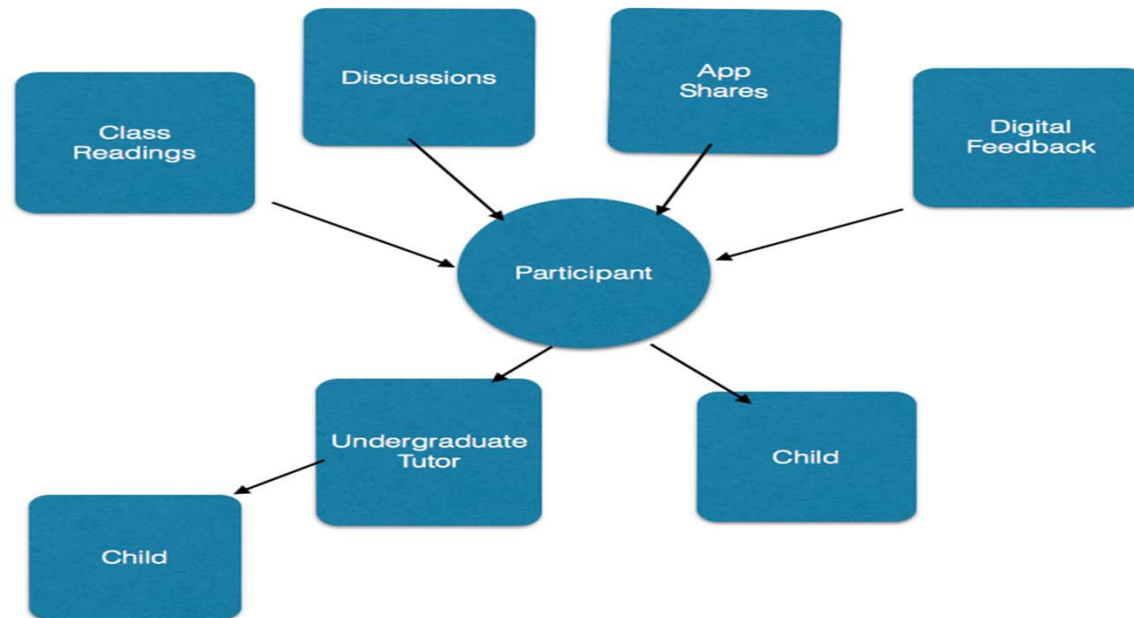 Discussions
App
Shares
Class
Readings
Digital
Feedback
Participant
Undergraduate
Tutor
Child
Child